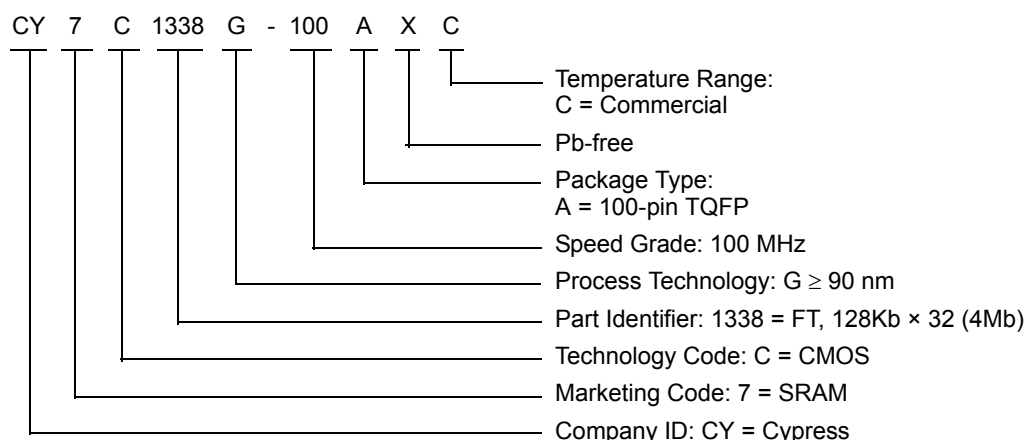 CY 7 C 1338 G - 100 A X C
Temperature Range:
C = Commercial
Pb-free
Package Type:
A = 100-pin TQFP
Speed Grade: 100 MHz
Process Technology: G ≥ 90 nm
Part Identifier: 1338 = FT, 128Kb × 32 (4Mb)
Technology Code: C = CMOS
Marketing Code: 7 = SRAM
Company ID: CY = Cypress